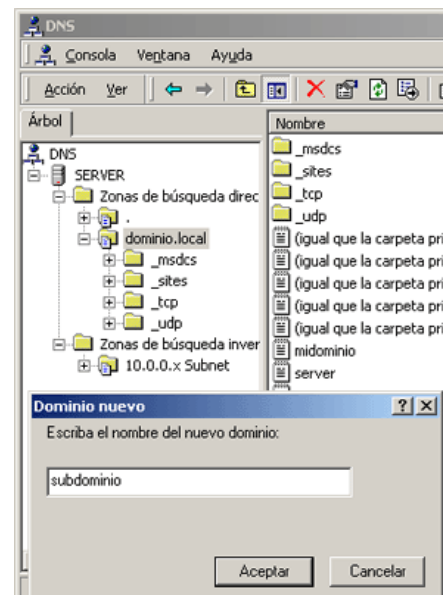 DNS
Consola Ventana Ayuda
Acción Ver
Árbol
Nombre
DNS
SERVER
Zonas de búsqueda direc
.
dominio.local
_msdcs
_sites
_tcp
_udp
Zonas de búsqueda inver
10.0.0.x Subnet
_msdcs
_sites
_tcp
_udp
(igual que la carpeta pri
(igual que la carpeta pri
(igual que la carpeta pri
(igual que la carpeta pri
(igual que la carpeta pri
midominio
server
Dominio nuevo
Escriba el nombre del nuevo dominio:
subdominio
Aceptar Cancelar